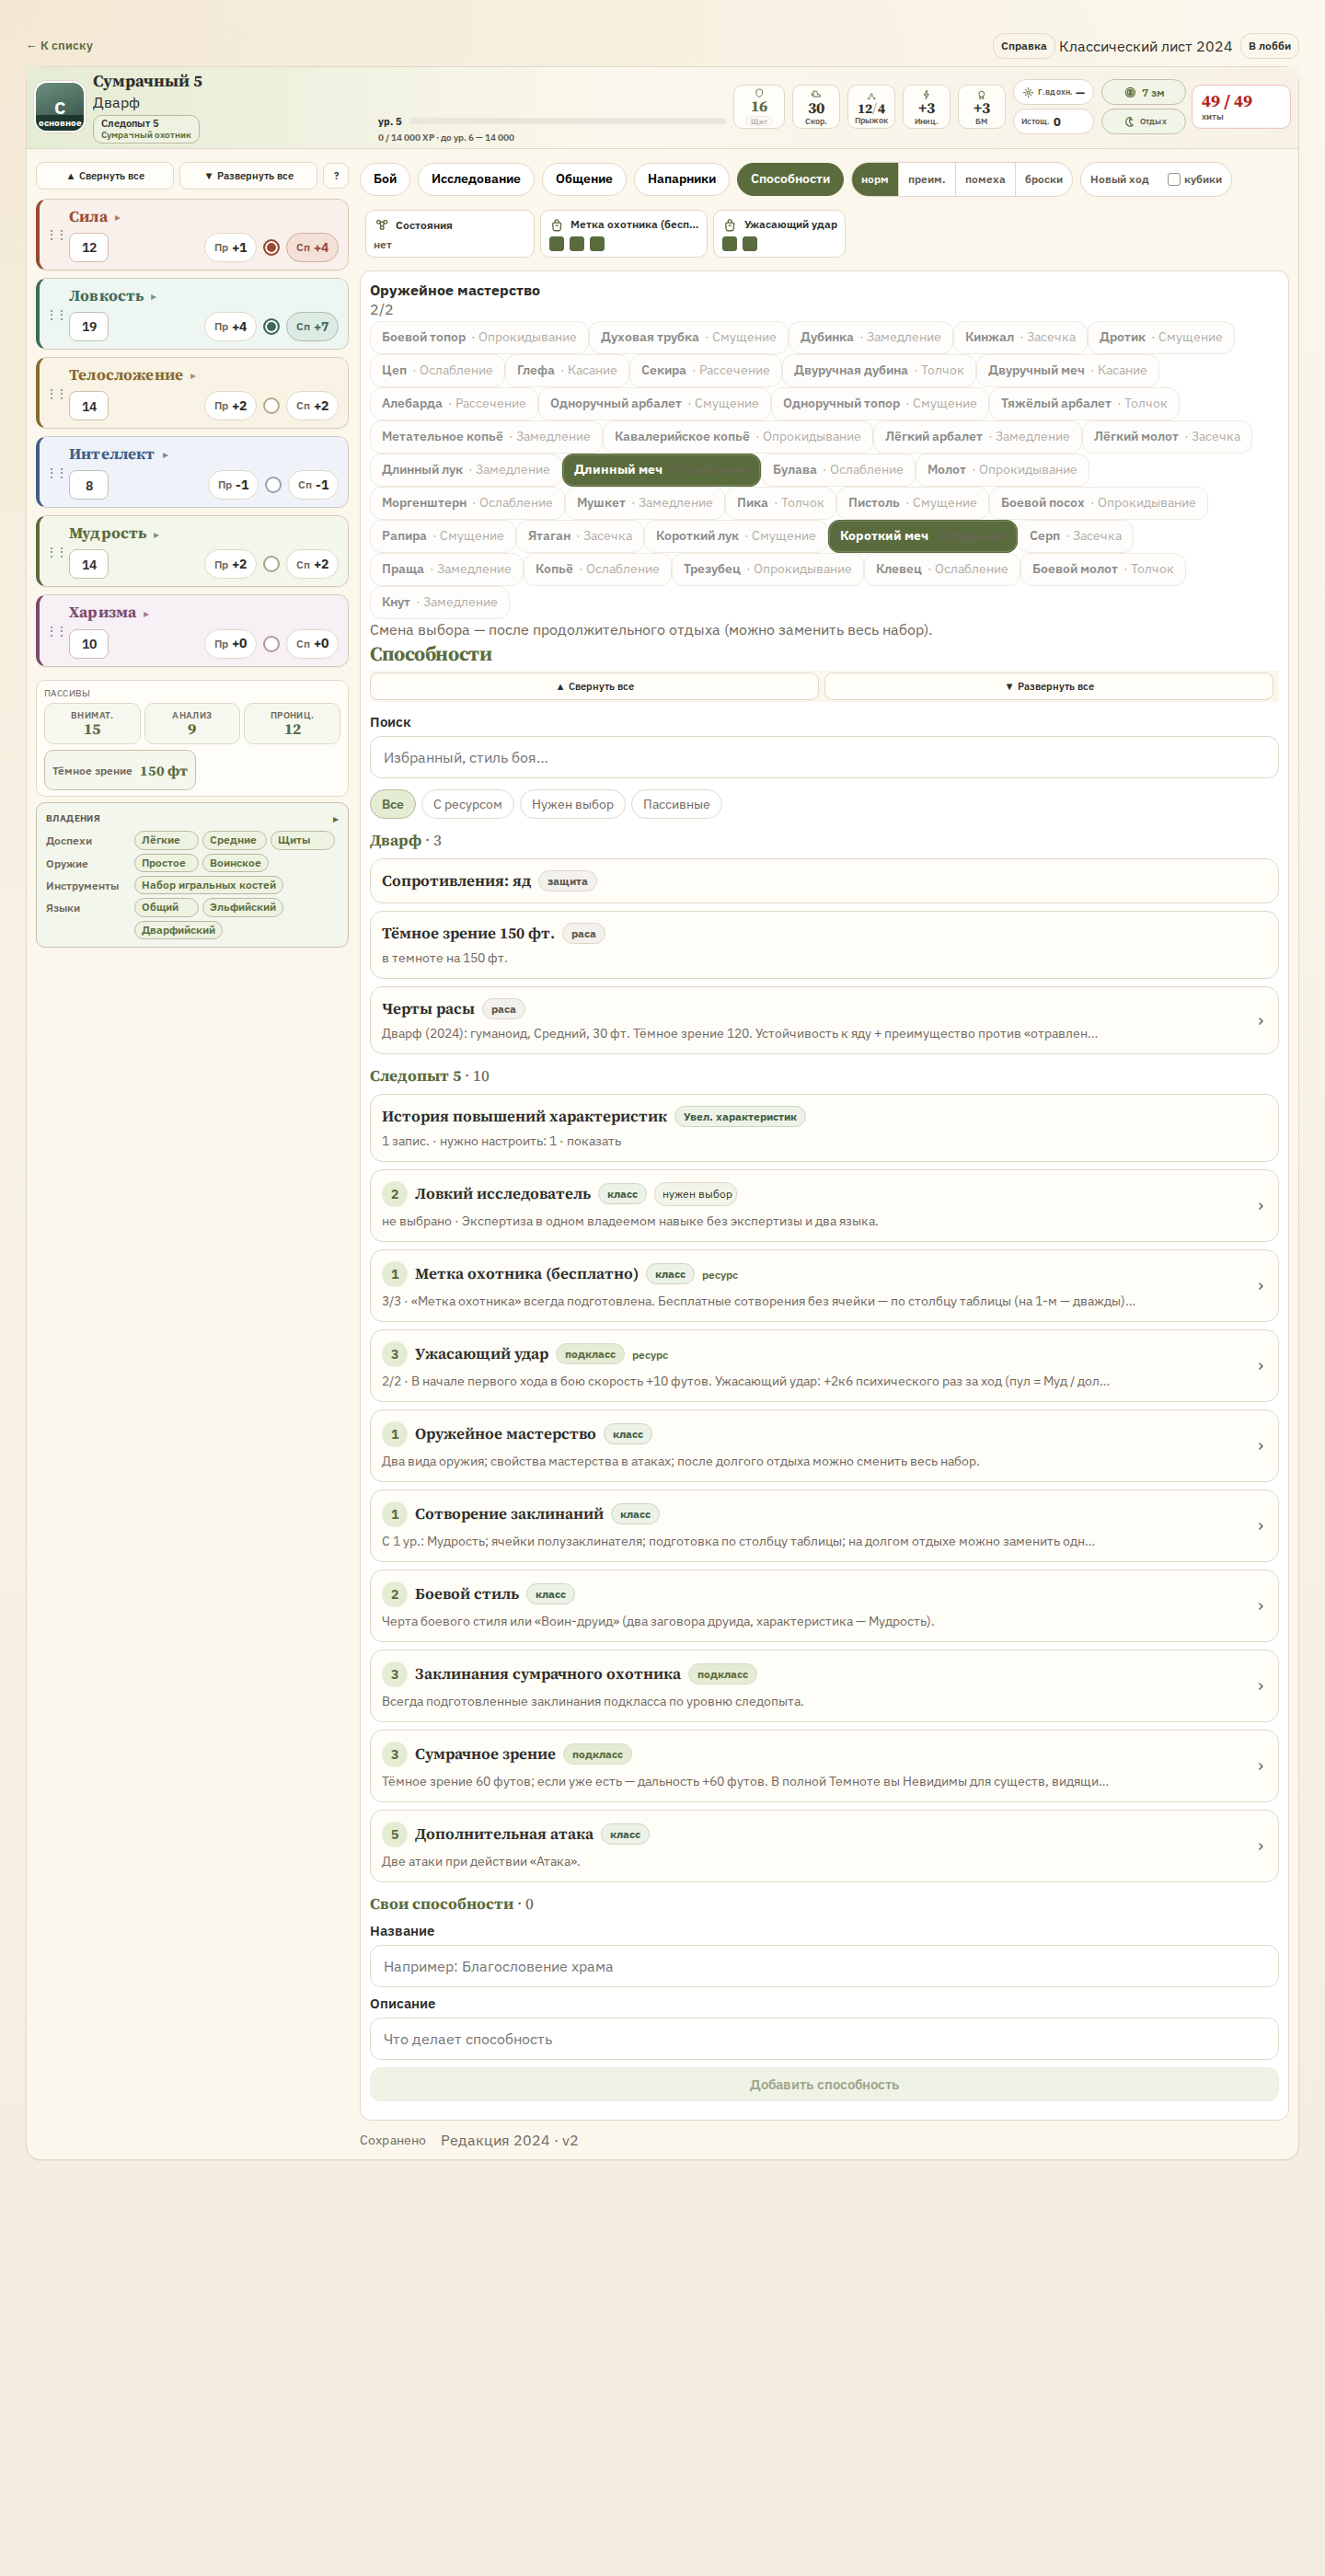 ← К списку
Справка Классический лист 2024 В лобби
С
основное
Сумрачный 5
Дварф
Следопыт 5
Сумрачный охотник
ур. 5
0 / 14 000 XP · до ур. 6 — 14 000
16
Щит
30
Скор.
12/4
Прыжок
+3
Иниц.
+3
БМ
Г.вдохн. —
Истощ. 0
7 зм
Отдых
49 / 49
хиты
▲ Свернуть все ▼ Развернуть все ?
Сила ▸
12 Пр +1 Сп +4
Ловкость ▸
19 Пр +4 Сп +7
Телосложение ▸
14 Пр +2 Сп +2
Интеллект ▸
8 Пр -1 Сп -1
Мудрость ▸
14 Пр +2 Сп +2
Харизма ▸
10 Пр +0 Сп +0
ПАССИВЫ
ВНИМАТ. АНАЛИЗ ПРОНИЦ.
15 9 12
Тёмное зрение 150 фт
ВЛАДЕНИЯ ▸
Доспехи Лёгкие Средние Щиты
Оружие Простое Воинское
Инструменты Набор игральных костей
Языки Общий Эльфийский
Дварфийский
Бой Исследование Общение Напарники Способности норм преим. помеха броски Новый ход кубики
Состояния
нет
Метка охотника (бесп...
Ужасающий удар
Оружейное мастерство
2/2
Боевой топор · Опрокидывание Духовая трубка · Смущение Дубинка · Замедление Кинжал · Засечка Дротик · Смущение
Цеп · Ослабление Глефа · Касание Секира · Рассечение Двуручная дубина · Толчок Двуручный меч · Касание
Алебарда · Рассечение Одноручный арбалет · Смущение Одноручный топор · Смущение Тяжёлый арбалет · Толчок
Метательное копьё · Замедление Кавалерийское копьё · Опрокидывание Лёгкий арбалет · Замедление Лёгкий молот · Засечка
Длинный лук · Замедление Длинный меч Булава · Ослабление Молот · Опрокидывание
Моргенштерн · Ослабление Мушкет · Замедление Пика · Толчок Пистоль · Смущение Боевой посох · Опрокидывание
Рапира · Смущение Ятаган · Засечка Короткий лук · Смущение Короткий меч Серп · Засечка
Праща · Замедление Копьё · Ослабление Трезубец · Опрокидывание Клевец · Ослабление Боевой молот · Толчок
Кнут · Замедление
Смена выбора — после продолжительного отдыха (можно заменить весь набор).
Способности
▲ Свернуть все ▼ Развернуть все
Поиск
Избранный, стиль боя...
Все С ресурсом Нужен выбор Пассивные
Дварф · 3
Сопротивления: яд защита
Тёмное зрение 150 фт. раса
в темноте на 150 фт.
Черты расы раса
Дварф (2024): гуманоид, Средний, 30 фт. Тёмное зрение 120. Устойчивость к яду + преимущество против «отравлен...
Следопыт 5 · 10
История повышений характеристик Увел. характеристик
1 запис. · нужно настроить: 1 · показать
2 Ловкий исследователь класс нужен выбор
не выбрано · Экспертиза в одном владеемом навыке без экспертизы и два языка.
1 Метка охотника (бесплатно) класс ресурс
3/3 · «Метка охотника» всегда подготовлена. Бесплатные сотворения без ячейки — по столбцу таблицы (на 1-м — дважды)...
3 Ужасающий удар подкласс ресурс
2/2 · В начале первого хода в бою скорость +10 футов. Ужасающий удар: +2к6 психического раз за ход (пул = Муд / дол...
1 Оружейное мастерство класс
Два вида оружия; свойства мастерства в атаках; после долгого отдыха можно сменить весь набор.
1 Сотворение заклинаний класс
С 1 ур.: Мудрость; ячейки полузаклинателя; подготовка по столбцу таблицы; на долгом отдыхе можно заменить одн...
2 Боевой стиль класс
Черта боевого стиля или «Воин-друид» (два заговора друида, характеристика — Мудрость).
3 Заклинания сумрачного охотника подкласс
Всегда подготовленные заклинания подкласса по уровню следопыта.
3 Сумрачное зрение подкласс
Тёмное зрение 60 футов; если уже есть — дальность +60 футов. В полной Темноте вы Невидимы для существ, видящи...
5 Дополнительная атака класс
Две атаки при действии «Атака».
Свои способности · 0
Название
Например: Благословение храма
Описание
Что делает способность
Добавить способность
Сохранено Редакция 2024 · v2